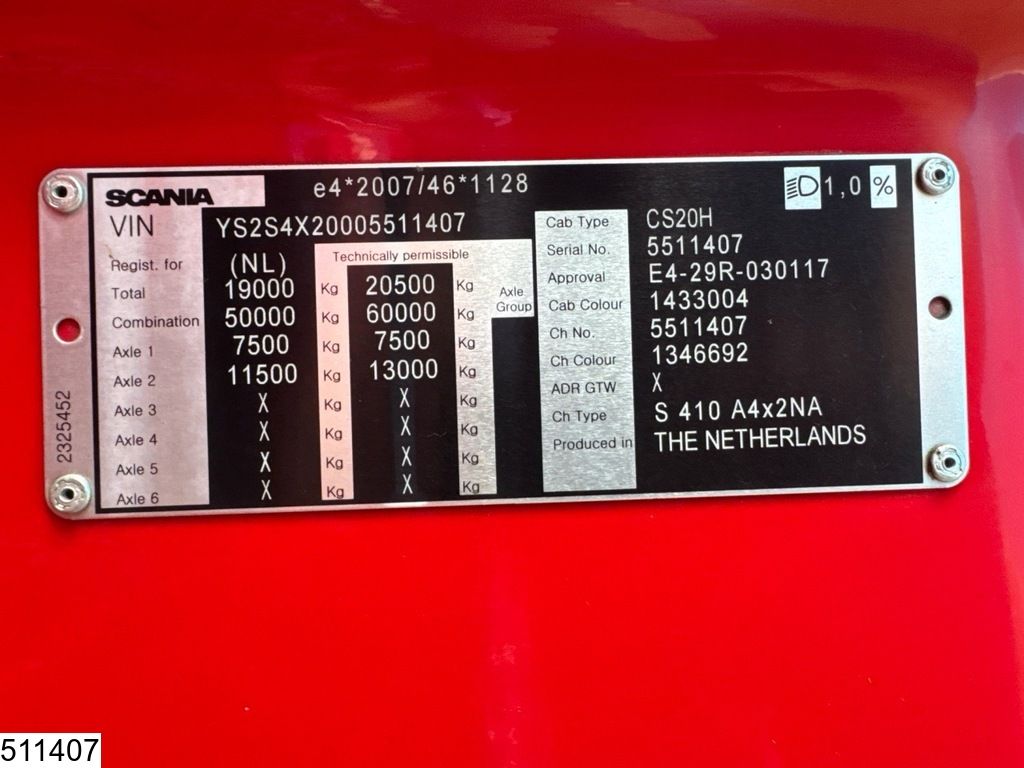 SCANIA e4*2007/46*1128 1,0 %
VIN YS2S4X20005511407
Regist. for (NL)
Technically permissible
Total 19000 Kg 20500 Kg
Axle Group
Combination 50000 Kg 60000 Kg
Axle 1 7500 Kg 7500 Kg
Axle 2 11500 Kg 13000 Kg
Axle 3 X Kg X Kg
Axle 4 X Kg X Kg
Axle 5 X Kg X Kg
Axle 6 X Kg X Kg
Cab Type CS20H
Serial No. 5511407
Approval E4-29R-030117
Cab Colour 1433004
Ch No. 5511407
Ch Colour 1346692
ADR GTW X
Ch Type S 410 A4x2NA
Produced in THE NETHERLANDS
2325452
511407